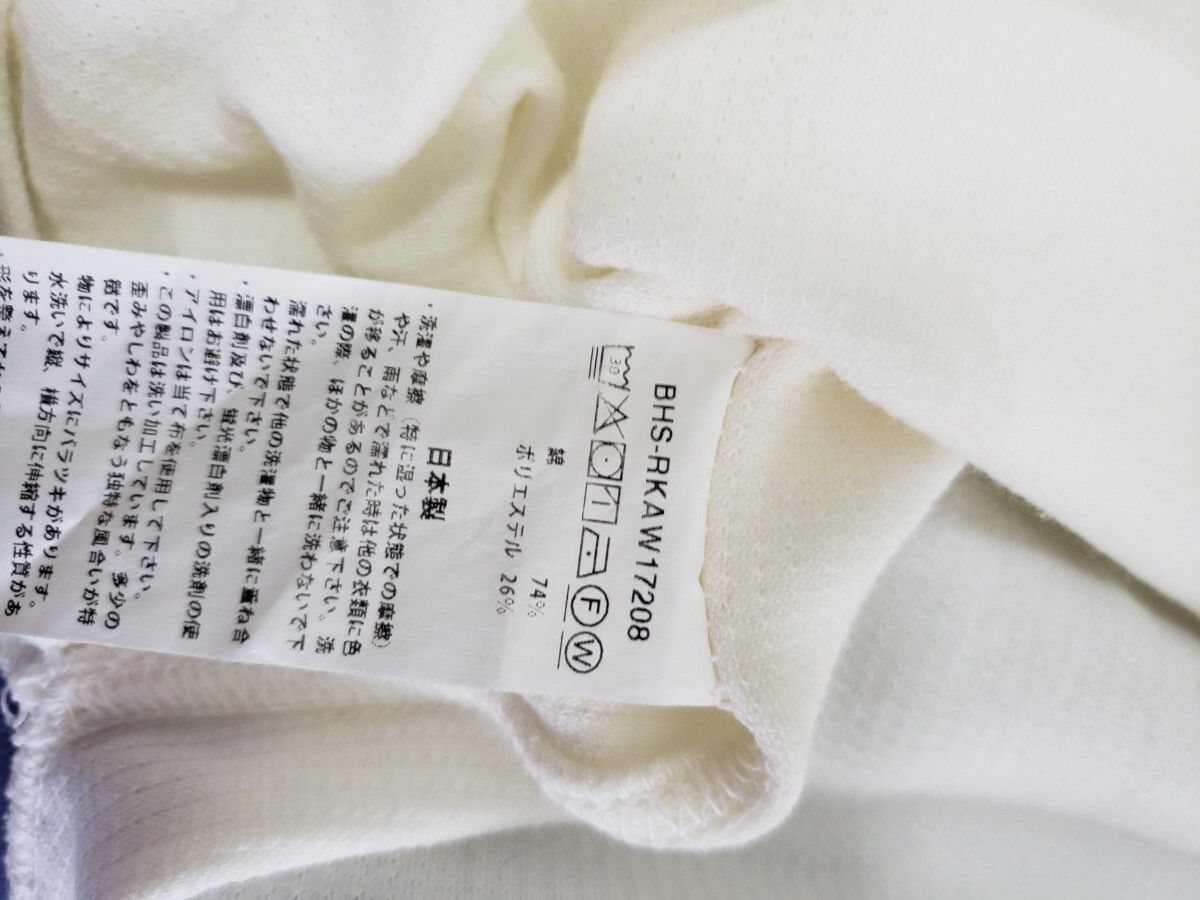 BHS-RKAW17208
30 F W
綿 74%
ポリエステル 26%
日本製
・洗濯や摩擦(特に湿った状態での摩擦)
や汗、雨などで濡れた時は他の衣類に色
が移ることがあるのでご注意下さい。洗
濯の際、ほかの物と一緒に洗わないで下
さい。
濡れた状態で他の洗濯物と一緒に重ね合
わせないで下さい。
・漂白剤及び、蛍光漂白剤入りの洗剤の使
用はお避け下さい。
・アイロンは当て布を使用して下さい。
・この製品は洗い加工しています。多少の
歪みやしわをともなう独特な風合いが特
徴です。
物によりサイズにバラツキがあります。
水洗いで縦、横方向に伸縮する性質があ
ります。
・形を整えて